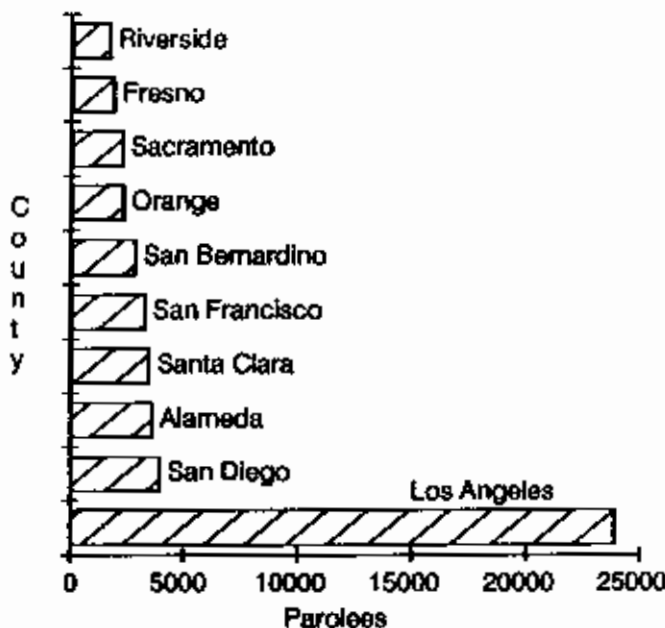 Riverside
Fresno
Sacramento
Orange
San Bernardino
San Francisco
Santa Clara
Alameda
San Diego
Los Angeles
County
0 5000 10000 15000 20000 25000
Parolees